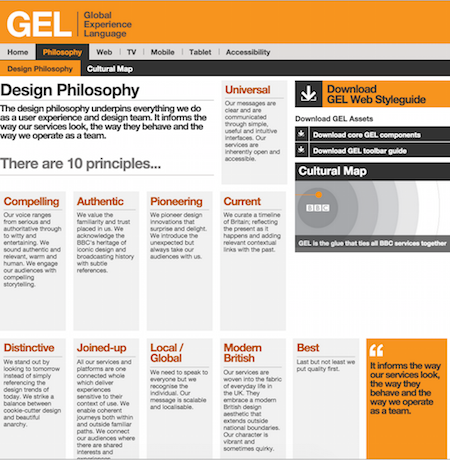 GEL
Global
Experience
Language
Home
Philosophy
Web
TV
Mobile
Tablet
Accessibility
Design Philosophy
Cultural Map
Design Philosophy
The design philosophy underpins everything we do
as a user experience and design team. It informs the
way our services look, the way they behave and the
way we operate as a team.
There are 10 principles...
Universal
Our messages are
clear and are
communicated
through simple,
useful and intuitive
interfaces. Our
services are
inherently open and
accessible.
Download
GEL Web Styleguide
Download GEL Assets
Download core GEL components
Download GEL toolbar guide
Cultural Map
BBC
GEL is the glue that ties all BBC services together
Compelling
Our voice ranges
from serious and
authoritative through
to witty and
entertaining. We
sound authentic and
relevant, warm and
human. We engage
our audiences with
compelling
storytelling.
Authentic
We value the
familiarity and trust
placed in us. We
acknowledge the
BBC's heritage of
iconic design and
broadcasting history
with subtle
references.
Pioneering
We pioneer design
innovations that
surprise and delight.
We introduce the
unexpected but
always take our
audiences with us.
Current
We curate a timeline
of Britain; reflecting
the present as it
happens and adding
relevant contextual
links with the past.
Distinctive
We stand out by
looking to tomorrow
instead of simply
referencing the
design trends of
today. We strike a
balance between
cookie-cutter design
and beautiful
anarchy.
Joined-up
All our services and
platforms are one
connected whole
which deliver
experiences
sensitive to their
context of use. We
enable coherent
journeys both within
and outside familiar
paths. We connect
our audiences where
there are shared
interests and
experiences
Local /
Global
We need to speak to
everyone but we
recognise the
individual. Our
message is scalable
and localisable.
Modern
British
Our services are
woven into the fabric
of everyday life in
the UK. They
embrace a modern
British design
aesthetic that
extends outside
national boundaries.
Our character is
vibrant and
sometimes quirky.
Best
Last but not least we
put quality first.
“
It informs the way
our services look,
the way they
behave and the
way we operate
as a team.